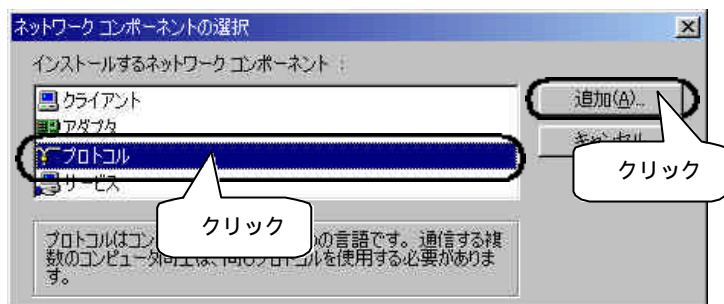 ネットワーク コンポーネントの選択
インストールするネットワーク コンポーネント :
クライアント
アダプタ
プロトコル
サービス
追加(A)...
キャンセル
クリック
クリック
プロトコルはコン の言語です。通信する複
数のコンピュータ同士は、同じプロトコルを使用する必要がありま
す。